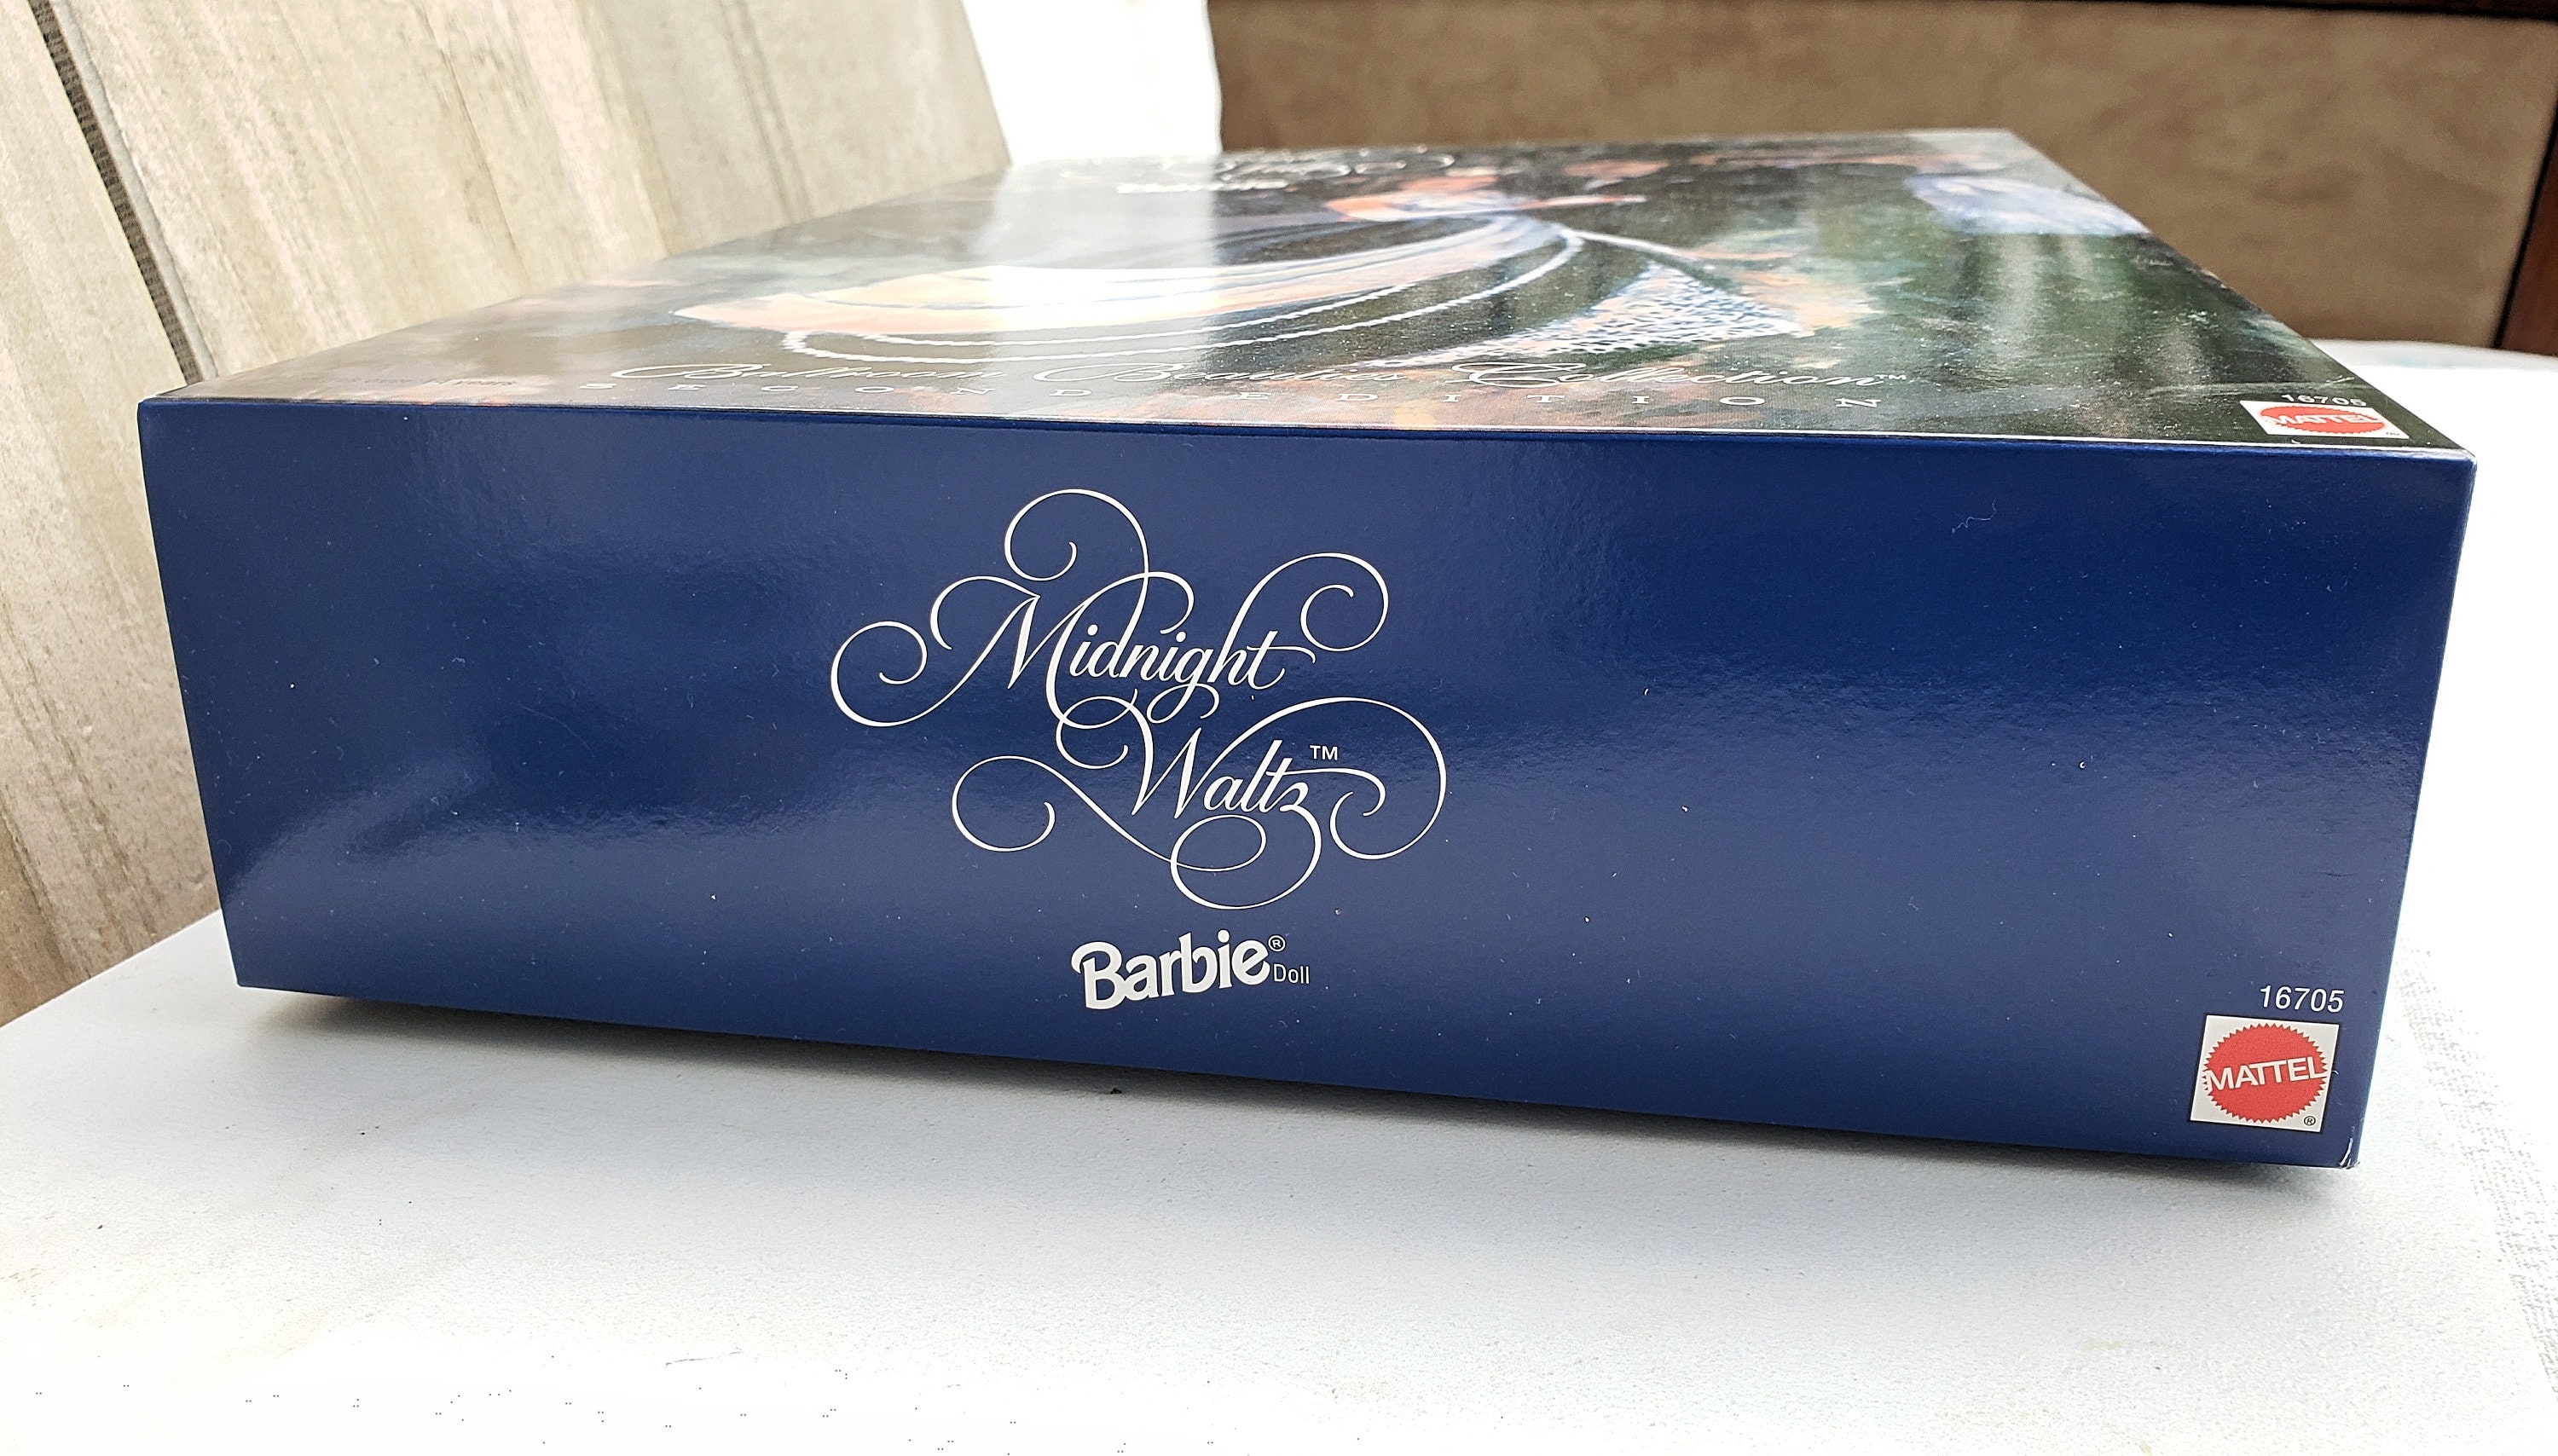 Ballroom Beauties Collection™
SECOND EDITION
16705
MATTEL
Midnight
Waltz™
Barbie® Doll
16705
MATTEL®